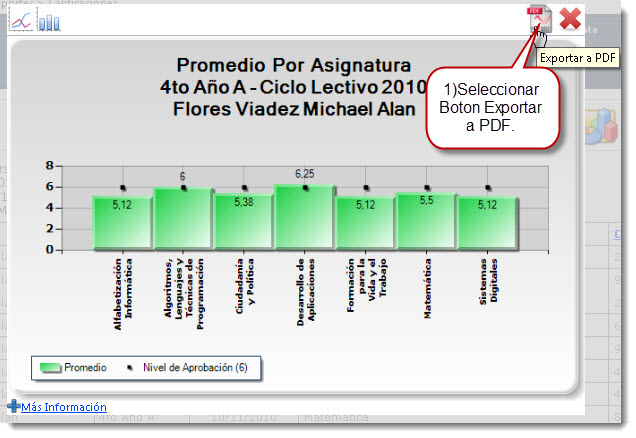 portes > Calificaciones
Exportar a PDF
1)Seleccionar
Boton Exportar
a PDF.
Promedio Por Asignatura
4to Año A - Ciclo Lectivo 2010
Flores Viadez Michael Alan
8
6
4
2
0
5,12
6
5,38
6,25
5,12
5,5
5,12
Alfabetización
Informática
Algoritmos,
Lenguajes y
Técnicas de
Programación
Ciudadanía
y Política
Desarrollo de
Aplicaciones
Formación
para la
Vida y el
Trabajo
Matemática
Sistemas
Digitales
Promedio
Nivel de Aprobación (6)
Más Información
4to Año A
10/11/2010
Matemática